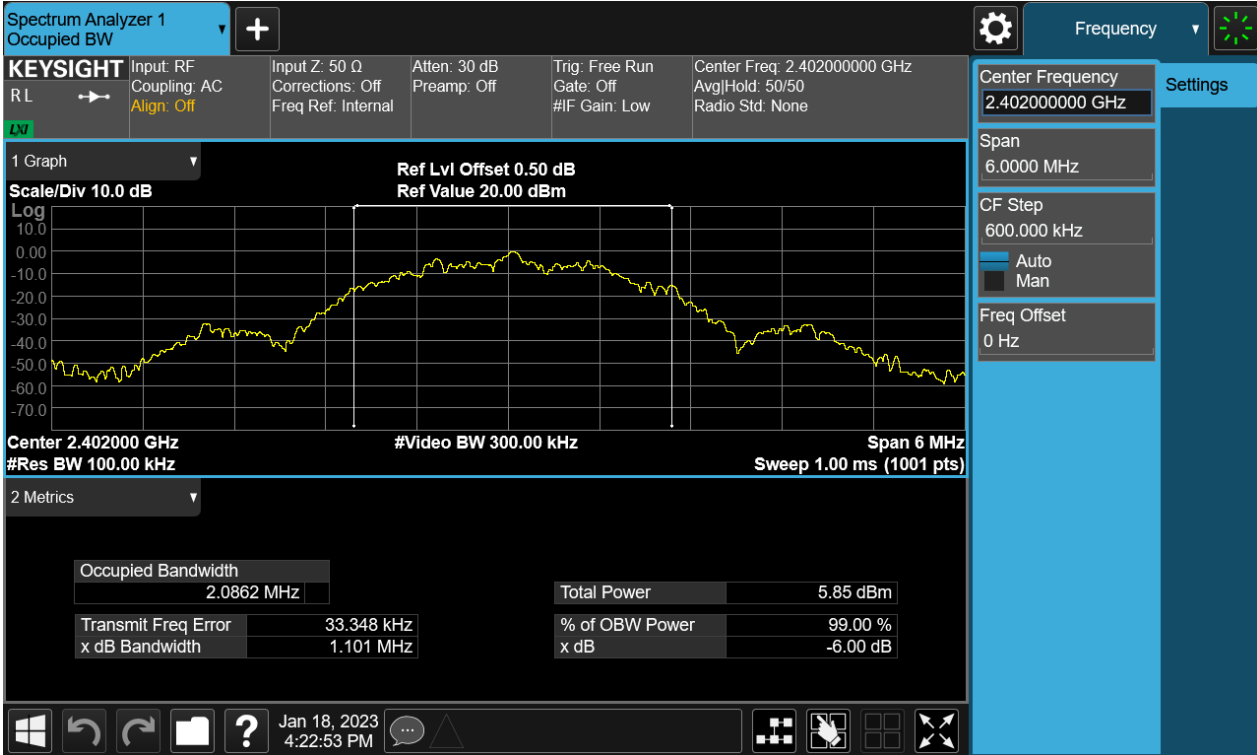 Spectrum Analyzer 1
Occupied BW
+
Frequency
KEYSIGHT
R L
LXI
Input: RF
Coupling: AC
Align: Off
Input Z: 50 Ω
Corrections: Off
Freq Ref: Internal
Atten: 30 dB
Preamp: Off
Trig: Free Run
Gate: Off
#IF Gain: Low
Center Freq: 2.402000000 GHz
Avg|Hold: 50/50
Radio Std: None
Center Frequency
2.402000000 GHz
Settings
Span
6.0000 MHz
CF Step
600.000 kHz
Auto
Man
Freq Offset
0 Hz
1 Graph
Scale/Div 10.0 dB
Ref Lvl Offset 0.50 dB
Ref Value 20.00 dBm
Log
10.0
0.00
-10.0
-20.0
-30.0
-40.0
-50.0
-60.0
-70.0
Center 2.402000 GHz
#Video BW 300.00 kHz
Span 6 MHz
#Res BW 100.00 kHz
Sweep 1.00 ms (1001 pts)
2 Metrics
Occupied Bandwidth
2.0862 MHz
Total Power 5.85 dBm
Transmit Freq Error 33.348 kHz
% of OBW Power 99.00 %
x dB Bandwidth 1.101 MHz
x dB -6.00 dB
?
Jan 18, 2023
4:22:53 PM